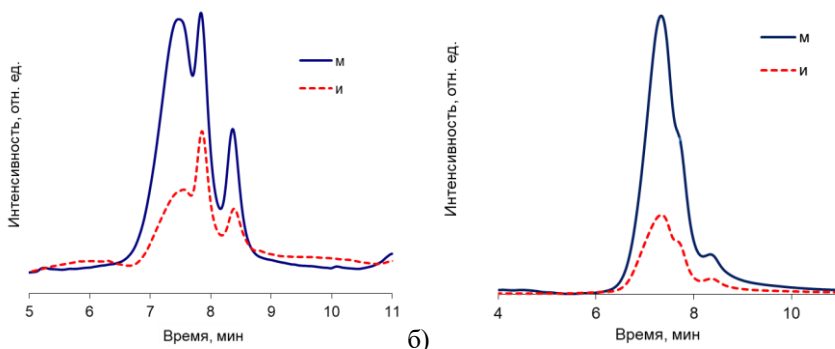 Интенсивность, отн. ед.
м
и
5 6 7 8 9 10 11
Время, мин
б)
Интенсивность, отн. ед.
м
и
4 6 8 10
Время, мин